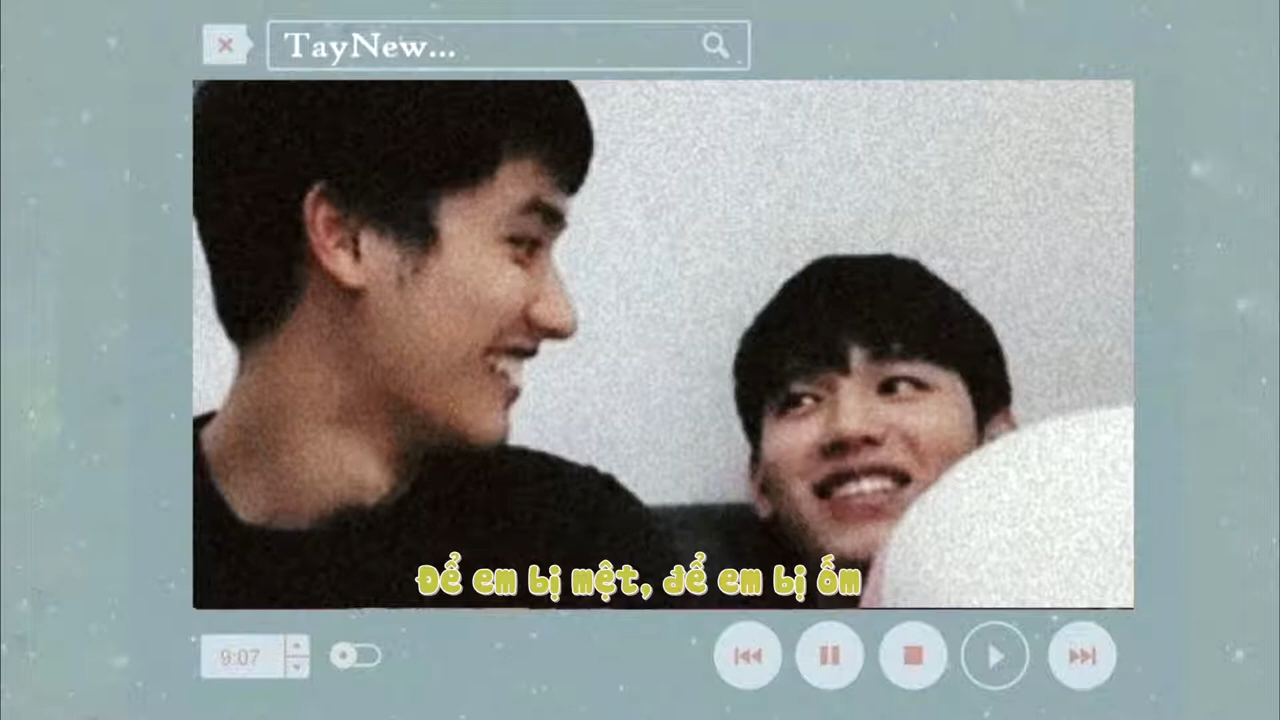 TayNew...
Để em bị mệt, để em bị ốm
9:07